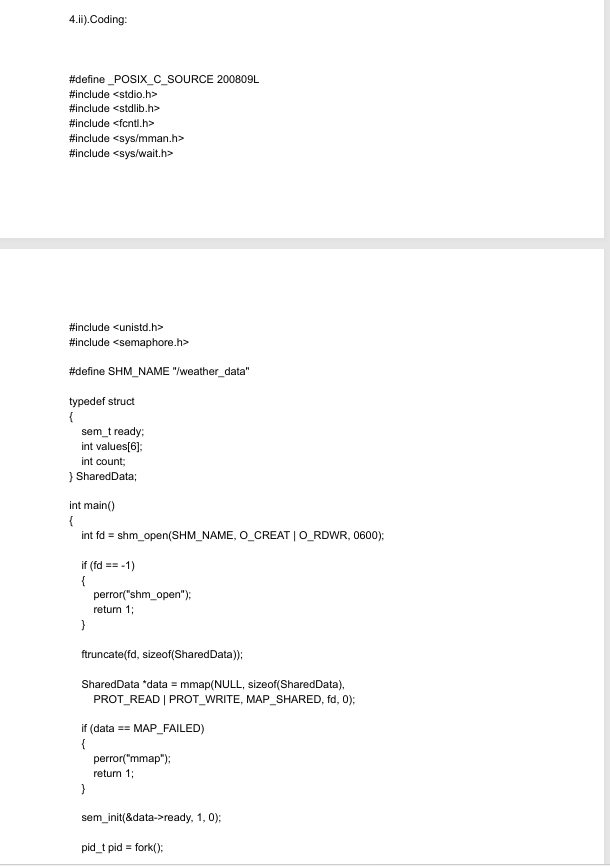 4.ii).Coding:
#define _POSIX_C_SOURCE 200809L
#include <stdio.h>
#include <stdlib.h>
#include <fcntl.h>
#include <sys/mman.h>
#include <sys/wait.h>
#include <unistd.h>
#include <semaphore.h>
#define SHM_NAME "/weather_data"
typedef struct
{
sem_t ready;
int values[6];
int count;
} SharedData;
int main()
{
int fd = shm_open(SHM_NAME, O_CREAT | O_RDWR, 0600);
if (fd == -1)
{
perror("shm_open");
return 1;
}
ftruncate(fd, sizeof(SharedData));
SharedData *data = mmap(NULL, sizeof(SharedData),
PROT_READ | PROT_WRITE, MAP_SHARED, fd, 0);
if (data == MAP_FAILED)
{
perror("mmap");
return 1;
}
sem_init(&data->ready, 1, 0);
pid_t pid = fork();